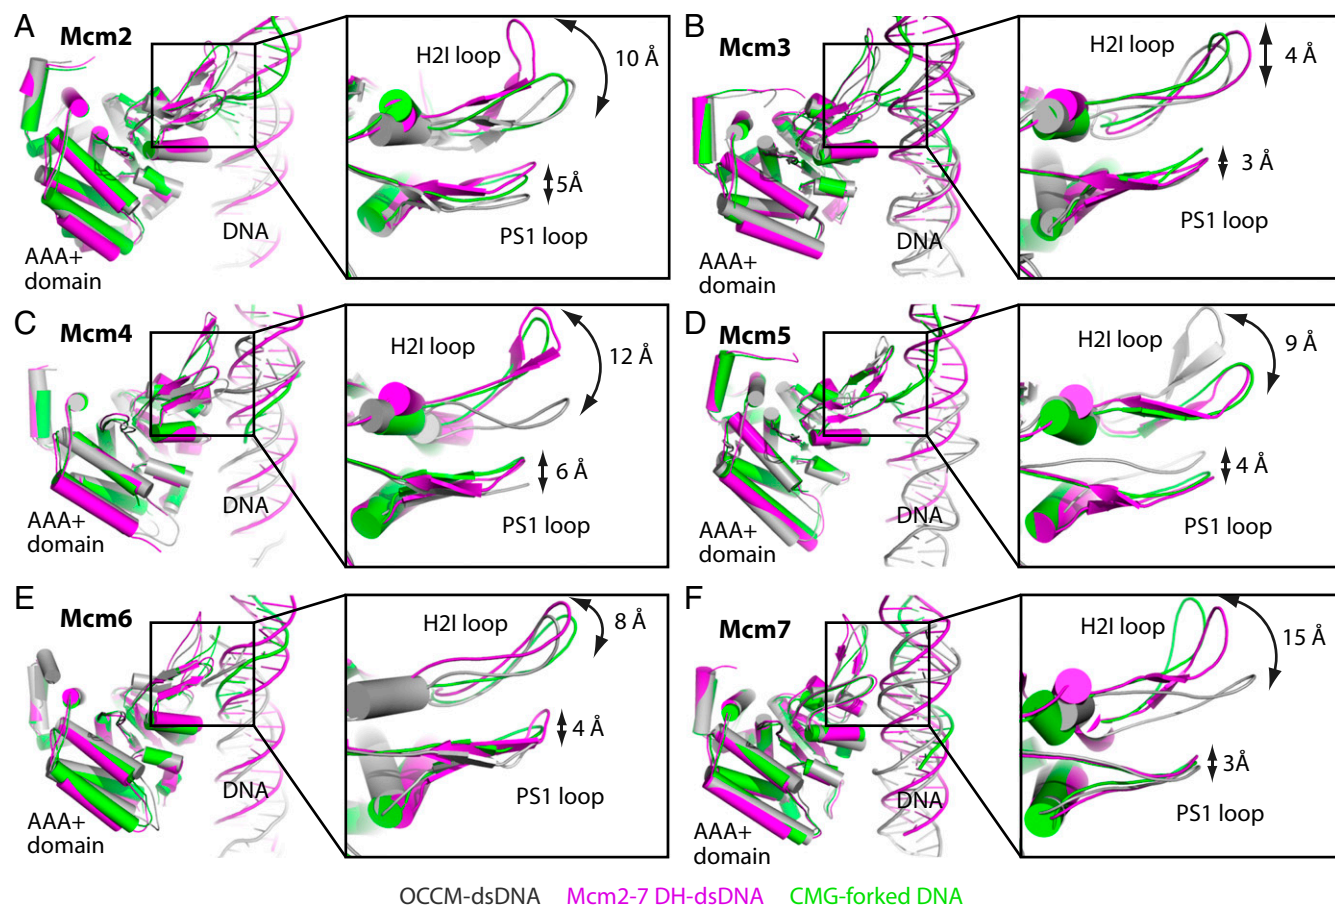 A
Mcm2
H2I loop
10 Å
5Å
PS1 loop
DNA
AAA+
domain
B
Mcm3
H2I loop
4 Å
3 Å
PS1 loop
DNA
AAA+
domain
C
Mcm4
H2I loop
12 Å
6 Å
PS1 loop
DNA
AAA+
domain
D
Mcm5
H2I loop
9 Å
4 Å
PS1 loop
DNA
AAA+
domain
E
Mcm6
H2I loop
8 Å
4 Å
PS1 loop
DNA
AAA+
domain
F
Mcm7
H2I loop
15 Å
3Å
PS1 loop
DNA
AAA+
domain
OCCM-dsDNA Mcm2-7 DH-dsDNA CMG-forked DNA